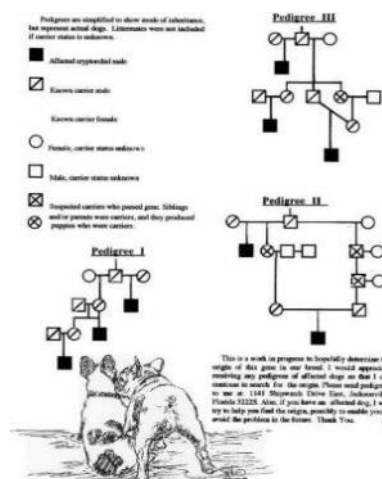 Pedigrees are simplified to show mode of inheritance,
but represent actual dogs. Littermates were not included
if carrier status is unknown.
Affected cryptorchid male
Known carrier male
Known carrier female
Female, carrier status unknown
Male, carrier status unknown
Suspected carriers who passed gene. Siblings
and/or parents were carriers, and they produced
puppies who were carriers.
Pedigree I
Pedigree III
Pedigree II
This is a work in progress to hopefully determine
origin of this gene in our breed. I would appreci
receiving any pedigrees of affected dogs so that I c
continue to search for the origin. Please send pedigre
to me at: 1141 Shipwatch Drive East, Jacksonvil
Florida 32225. Also, if you have an affected dog, I w
try to help you find the origin, possibly to enable you
avoid the problem in the future. Thank You.